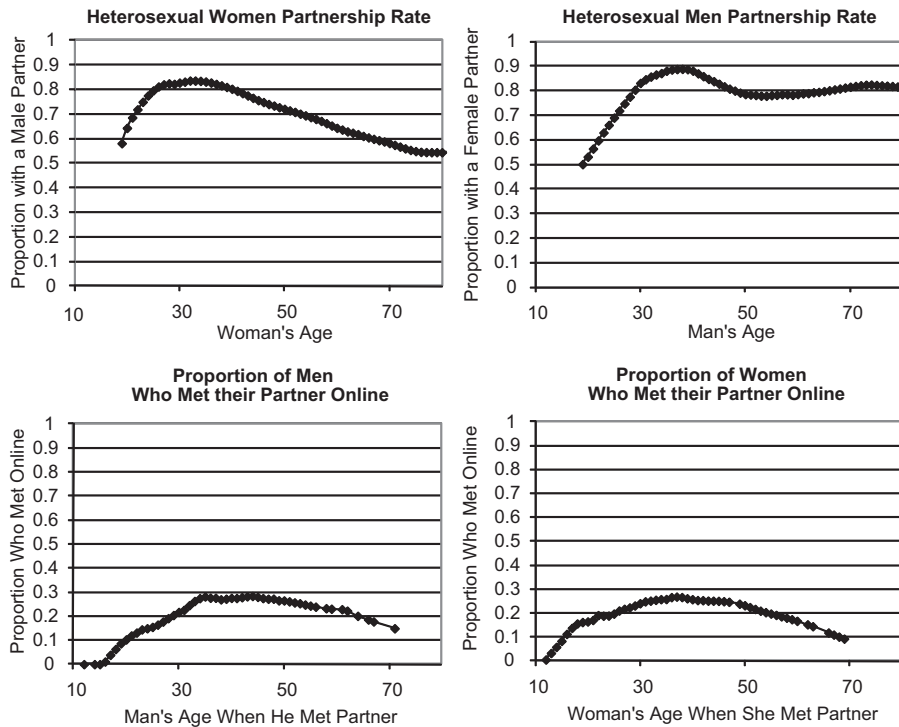 Heterosexual Women Partnership Rate
Proportion with a Male Partner
1
0.9
0.8
0.7
0.6
0.5
0.4
0.3
0.2
0.1
0
10 30 50 70
Woman's Age
Heterosexual Men Partnership Rate
Proportion with a Female Partner
1
0.9
0.8
0.7
0.6
0.5
0.4
0.3
0.2
0.1
0
10 30 50 70
Man's Age
Proportion of Men
Who Met their Partner Online
Proportion Who Met Online
1
0.9
0.8
0.7
0.6
0.5
0.4
0.3
0.2
0.1
0
10 30 50 70
Man's Age When He Met Partner
Proportion of Women
Who Met their Partner Online
Proportion Who Met Online
1
0.9
0.8
0.7
0.6
0.5
0.4
0.3
0.2
0.1
0
10 30 50 70
Woman's Age When She Met Partner